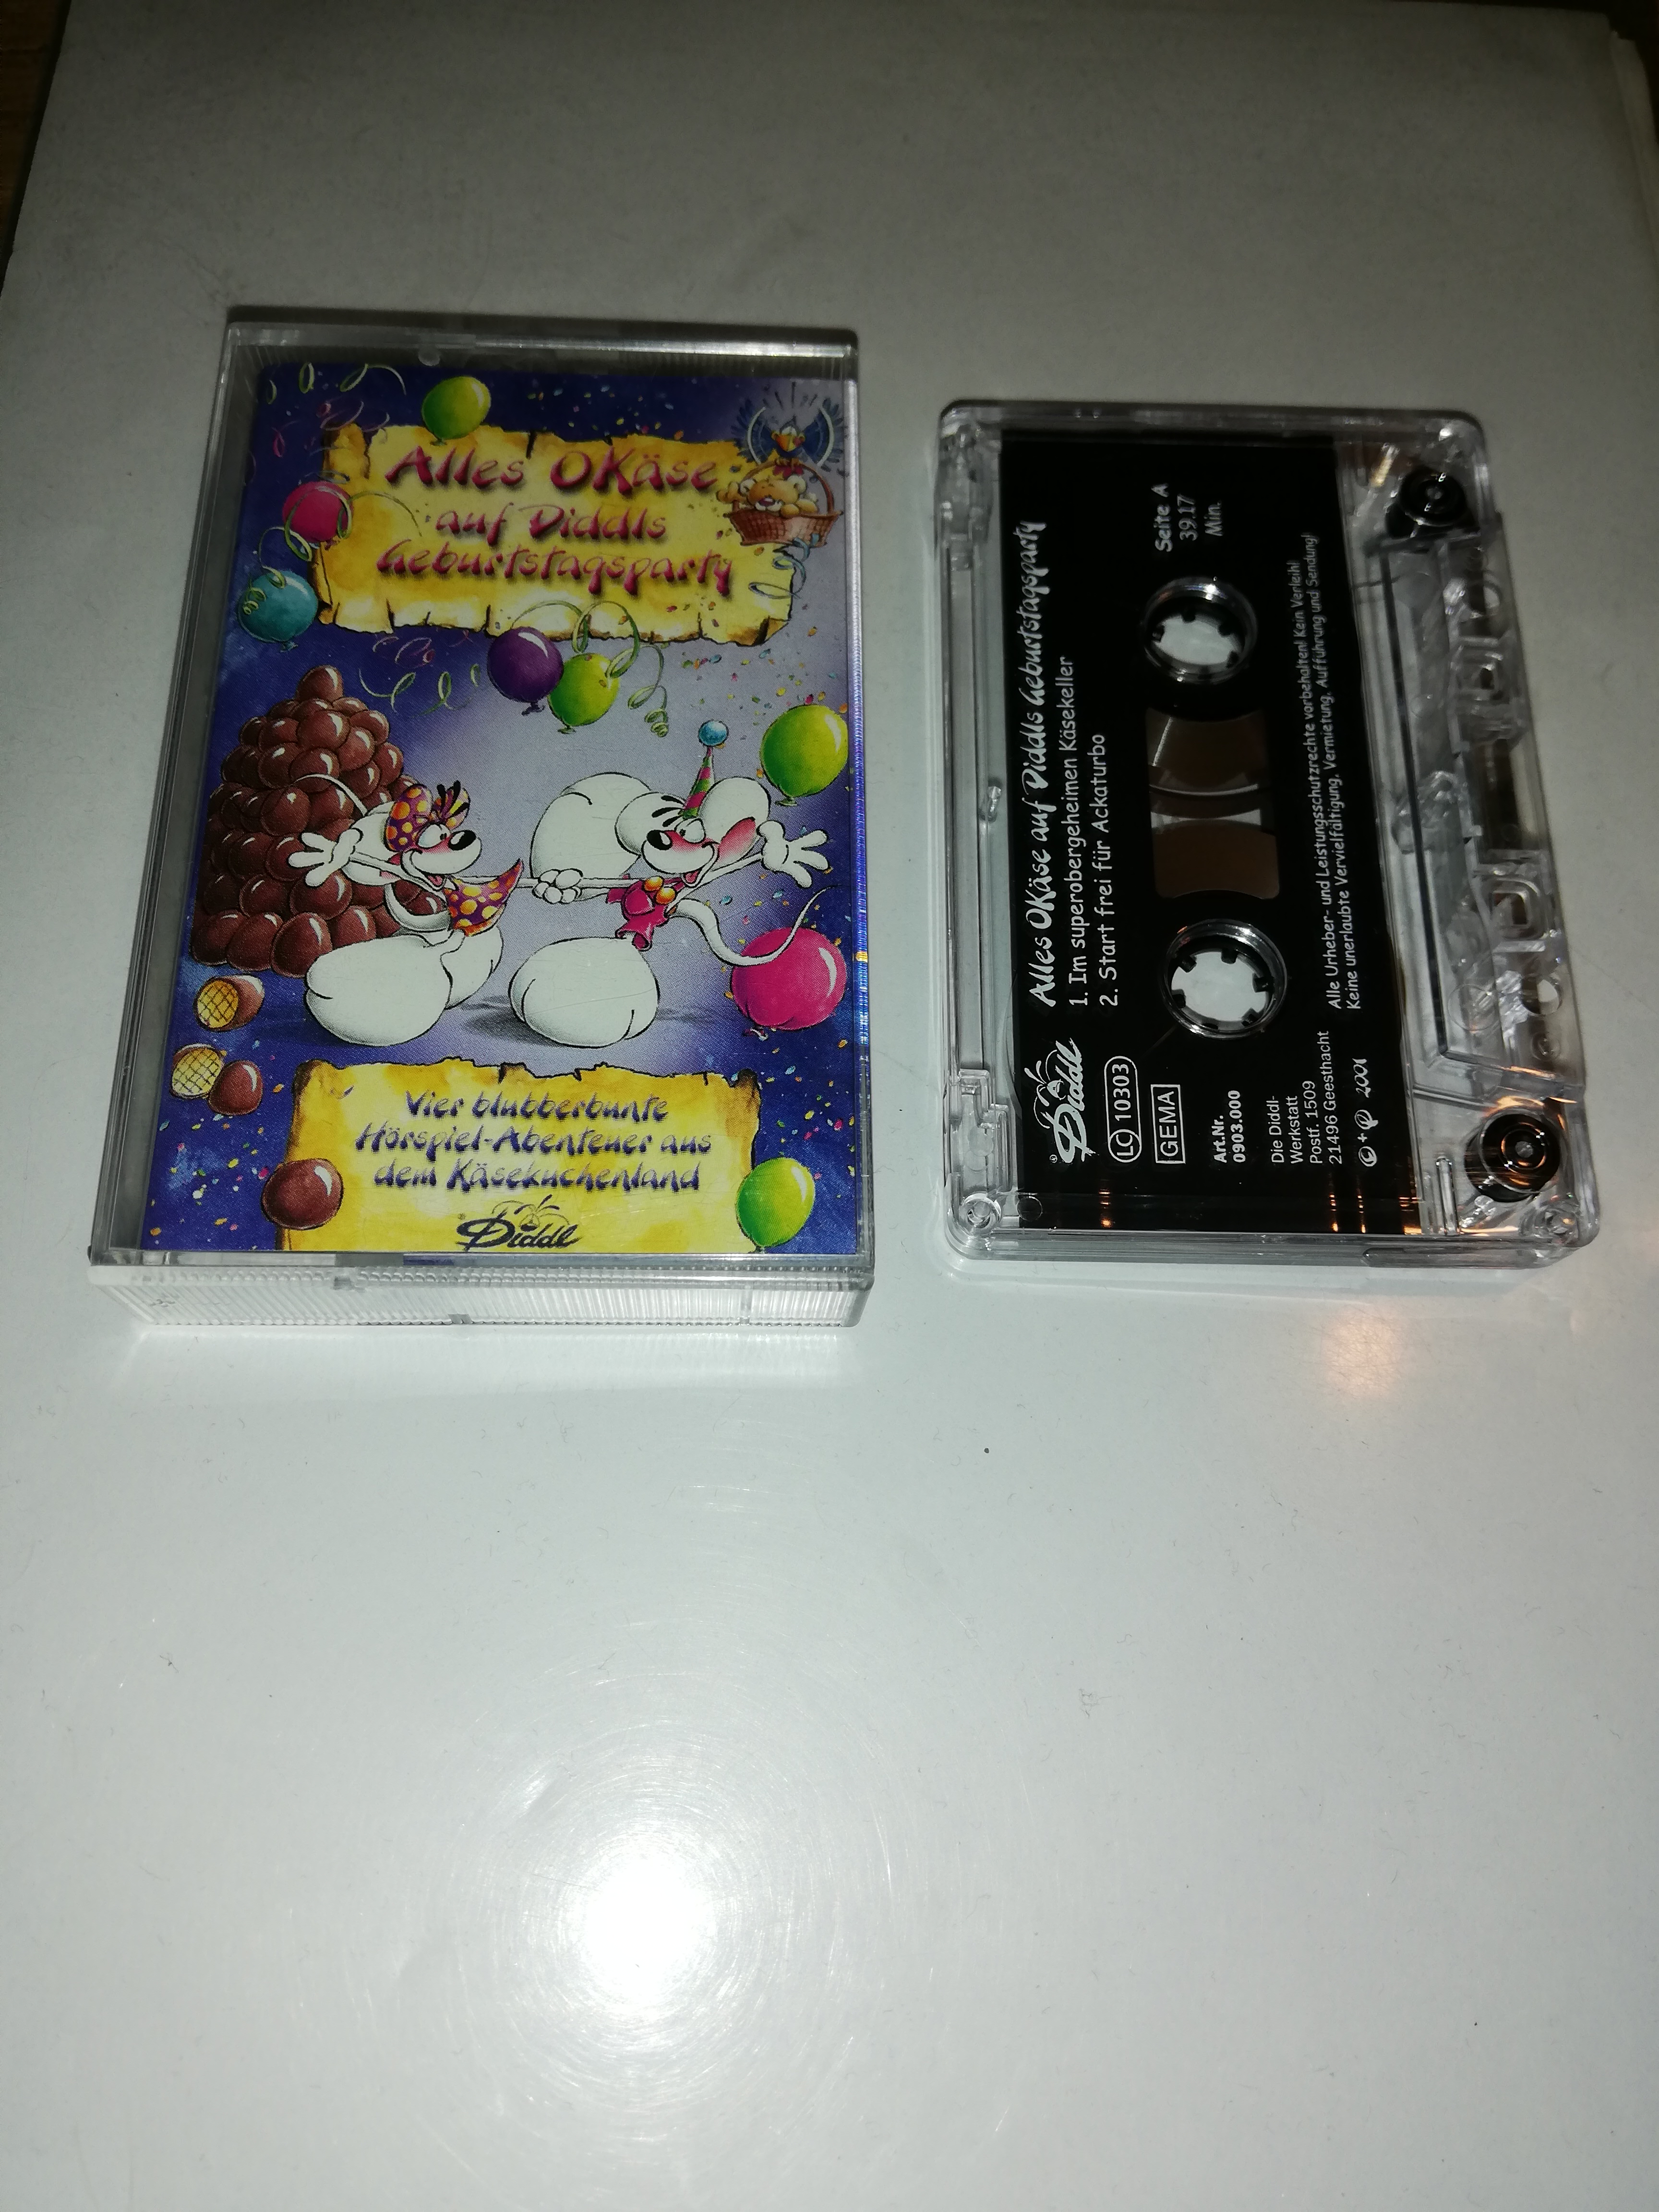 Alles OKäse
auf Diddls
Geburtstagsparty
Vier blubberbunte
Hörspiel-Abenteuer aus
dem Käsekuchenland
® Diddl
® Diddl
Alles OKäse auf Diddls Geburtstagsparty
1. Im superobergeheimen Käsekeller
2. Start frei für Ackaturbo
LC 10303
GEMA
Seite A
39.17
Min.
Art.Nr.
0903.000
Die Diddl-
Werkstatt
Postf. 1509
21496 Geesthacht
©+℗ 2001
Alle Urheber- und Leistungsschutzrechte vorbehalten! Kein Verleih!
Keine unerlaubte Vervielfältigung, Vermietung, Aufführung und Sendung!